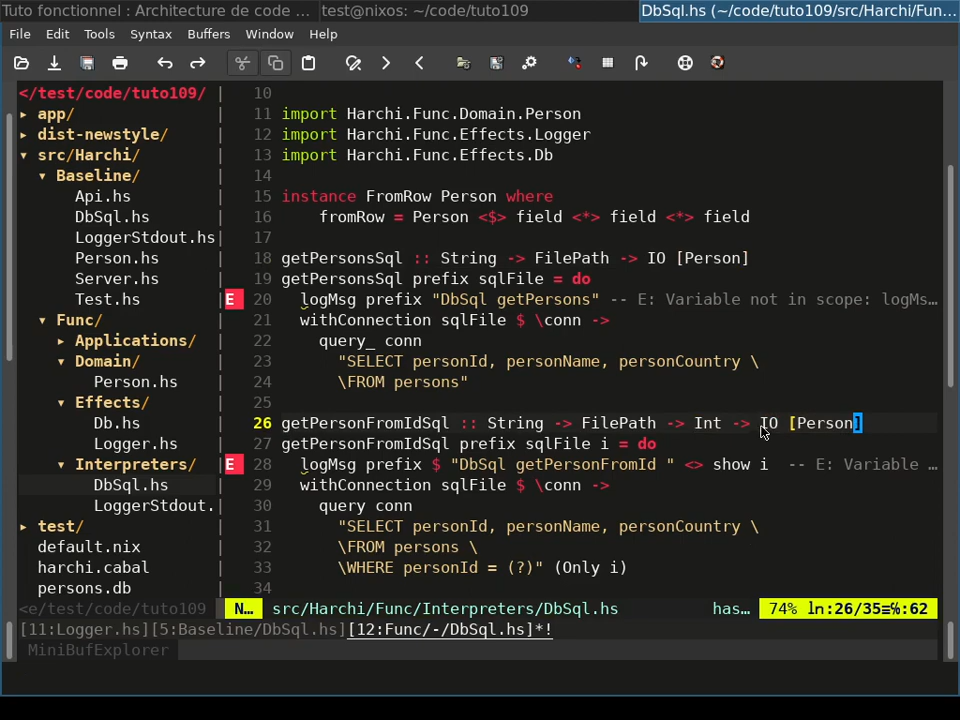 Tuto fonctionnel : Architecture de code ... test@nixos: ~/code/tuto109 DbSql.hs (~/code/tuto109/src/Harchi/Fun...
File Edit Tools Syntax Buffers Window Help
</test/code/tuto109/ | 10
▸ app/ | 11 import Harchi.Func.Domain.Person
▸ dist-newstyle/ | 12 import Harchi.Func.Effects.Logger
▾ src/Harchi/ | 13 import Harchi.Func.Effects.Db
▾ Baseline/ | 14
Api.hs | 15 instance FromRow Person where
DbSql.hs | 16 fromRow = Person <$> field <*> field <*> field
LoggerStdout.hs| 17
Person.hs | 18 getPersonsSql :: String -> FilePath -> IO [Person]
Server.hs | 19 getPersonsSql prefix sqlFile = do
Test.hs |E 20 logMsg prefix "DbSql getPersons" -- E: Variable not in scope: logMs…
▾ Func/ | 21 withConnection sqlFile $ \conn ->
▸ Applications/ | 22 query_ conn
▾ Domain/ | 23 "SELECT personId, personName, personCountry \
Person.hs | 24 \FROM persons"
▾ Effects/ | 25
Db.hs | 26 getPersonFromIdSql :: String -> FilePath -> Int -> IO [Person]
Logger.hs | 27 getPersonFromIdSql prefix sqlFile i = do
▾ Interpreters/ |E 28 logMsg prefix $ "DbSql getPersonFromId " <> show i -- E: Variable …
DbSql.hs | 29 withConnection sqlFile $ \conn ->
LoggerStdout.| 30 query conn
▸ test/ | 31 "SELECT personId, personName, personCountry \
default.nix | 32 \FROM persons \
harchi.cabal | 33 \WHERE personId = (?)" (Only i)
persons.db | 34
<e/test/code/tuto109 N… src/Harchi/Func/Interpreters/DbSql.hs has… 74% ln:26/35≡℅:62
[11:Logger.hs][5:Baseline/DbSql.hs][12:Func/-/DbSql.hs]*!
MiniBufExplorer